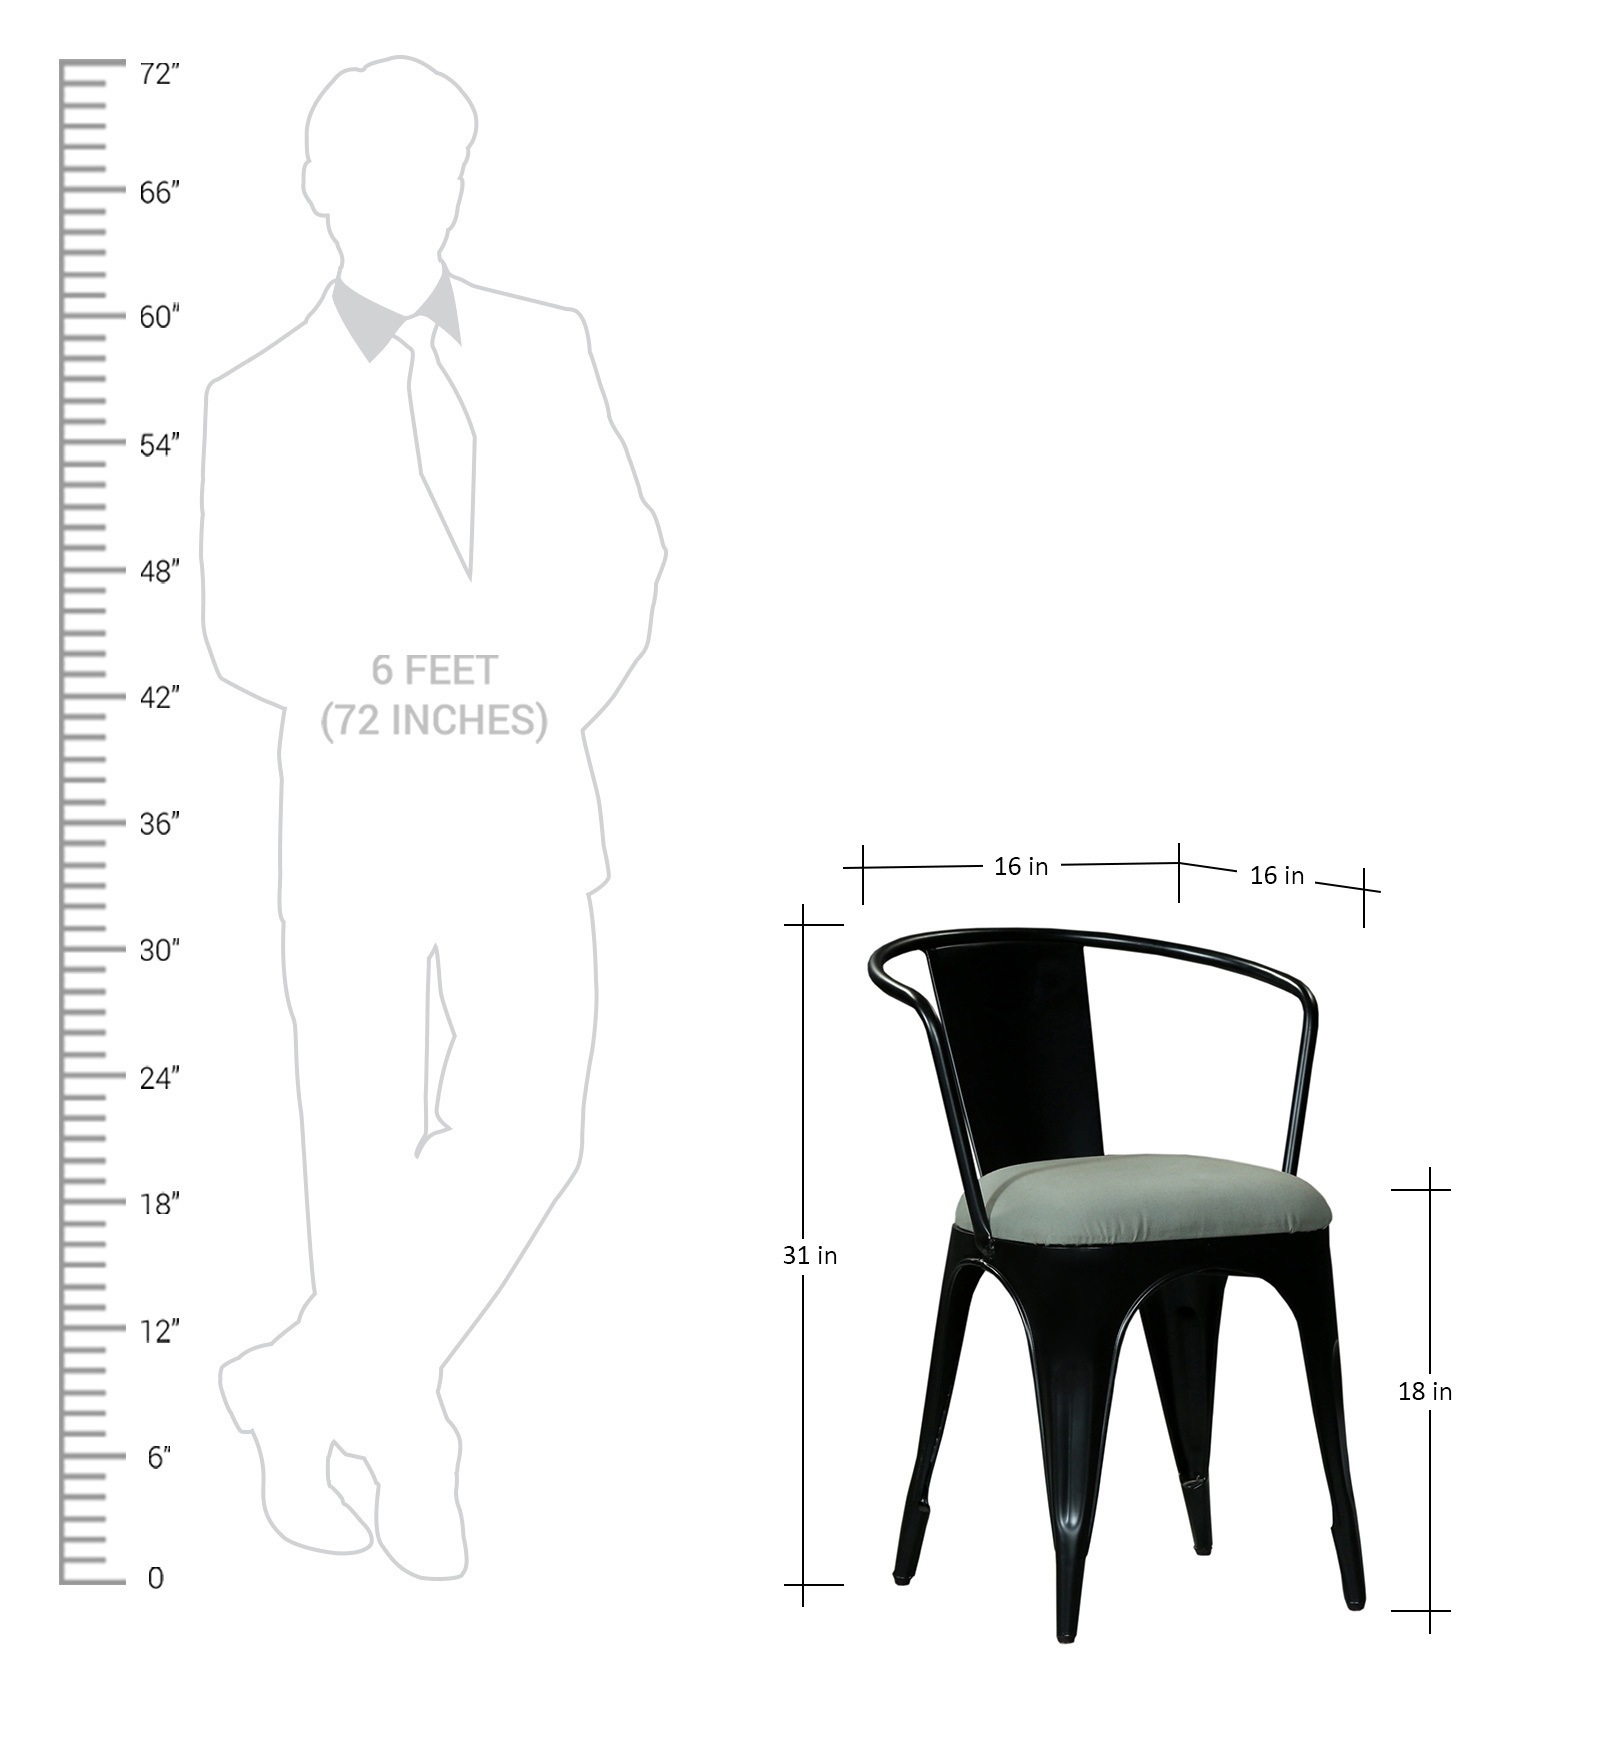 72”
66”
60”
54”
48”
42”
36”
30”
24”
18”
12”
6”
0
6 FEET
(72 INCHES)
16 in
16 in
31 in
18 in